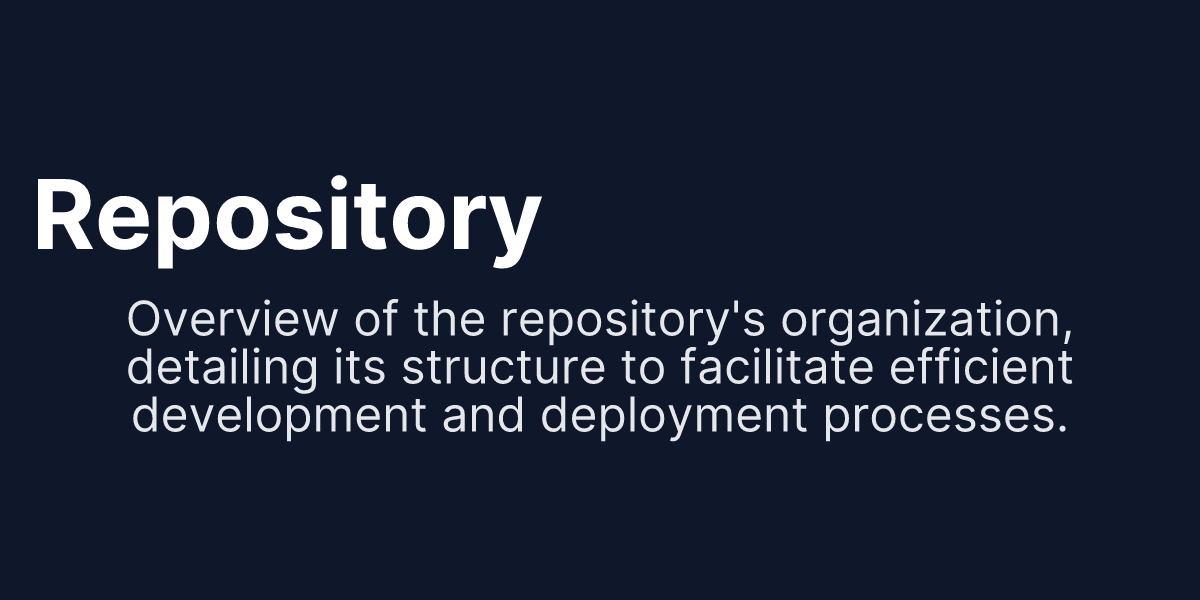 Repository
Overview of the repository's organization,
detailing its structure to facilitate efficient
development and deployment processes.